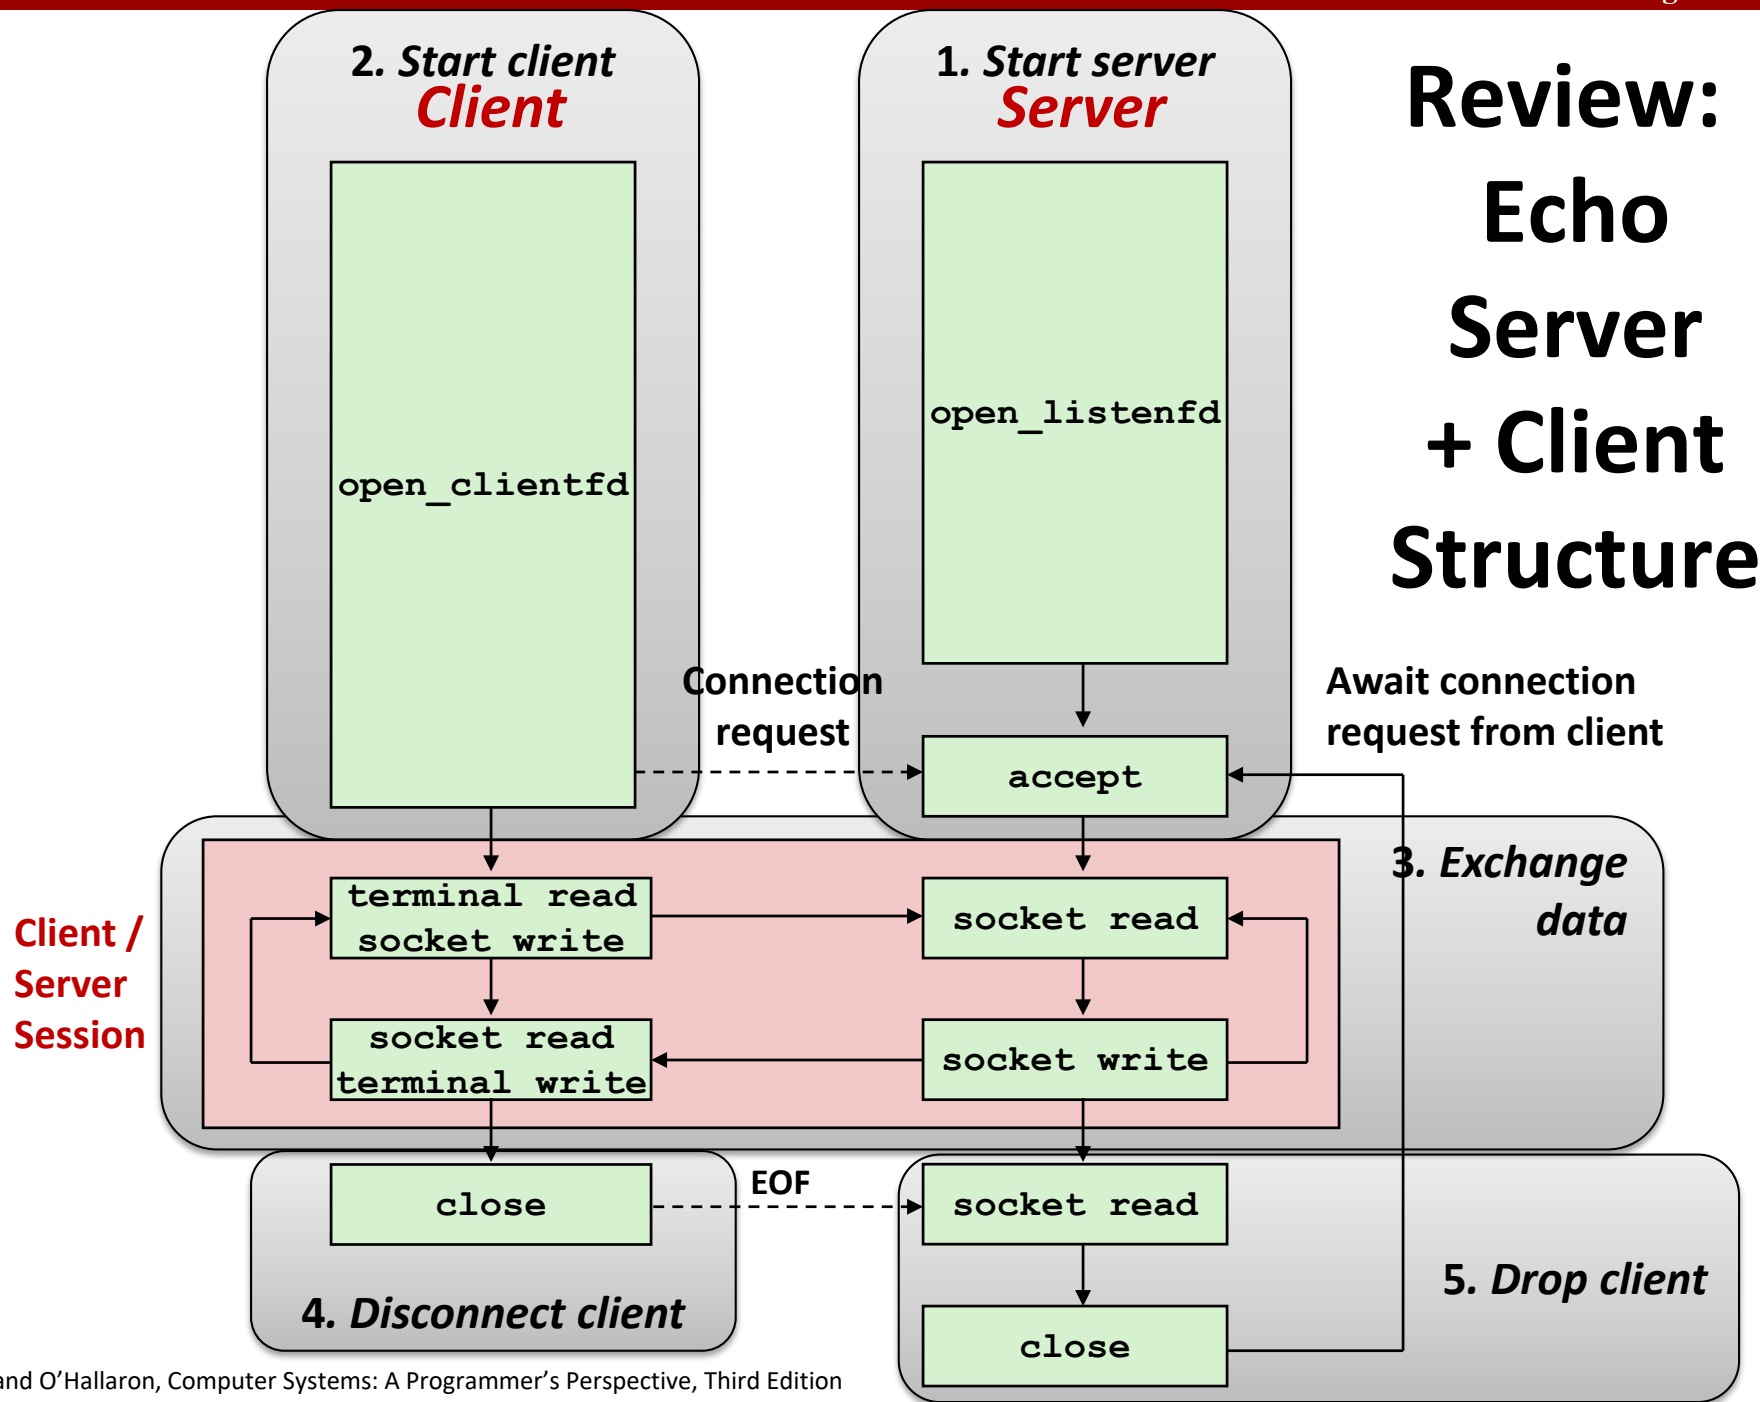 2. Start client
Client
1. Start server
Server
Review:
Echo
Server
+ Client
Structure
open_listenfd
open_clientfd
Connection
request
Await connection
request from client
accept
3. Exchange
data
Client /
Server
Session
terminal read
socket write
socket read
socket read
terminal write
socket write
close
EOF
socket read
4. Disconnect client
5. Drop client
close
and O'Hallaron, Computer Systems: A Programmer's Perspective, Third Edition